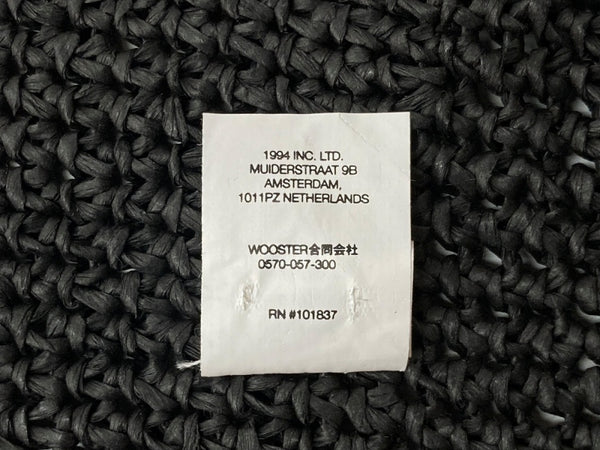 1994 INC. LTD.
MUIDERSTRAAT 9B
AMSTERDAM,
1011PZ NETHERLANDS
WOOSTER合同会社
0570-057-300
RN #101837